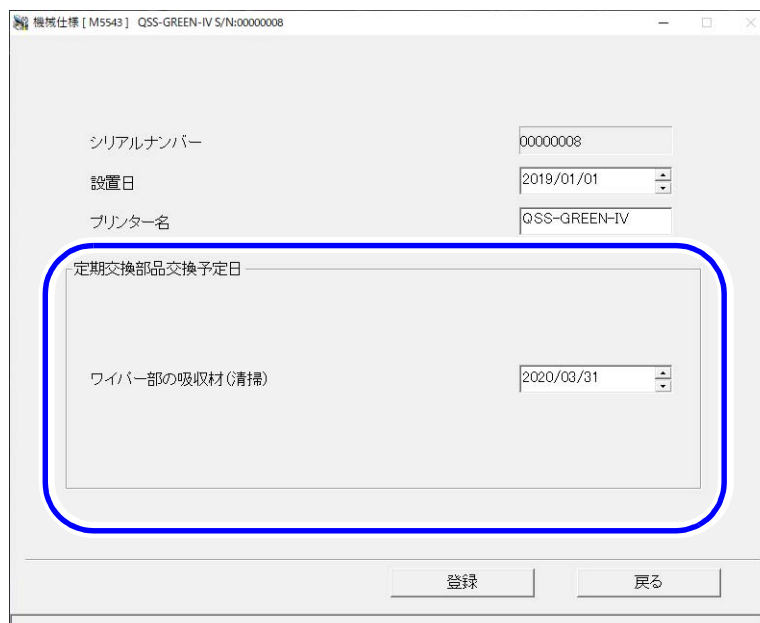 機械仕様 [ M5543 ] QSS-GREEN-IV S/N:00000008
シリアルナンバー 00000008
設置日 2019/01/01
プリンター名 QSS-GREEN-IV
定期交換部品交換予定日
ワイパー部の吸収材(清掃) 2020/03/31
登録 戻る